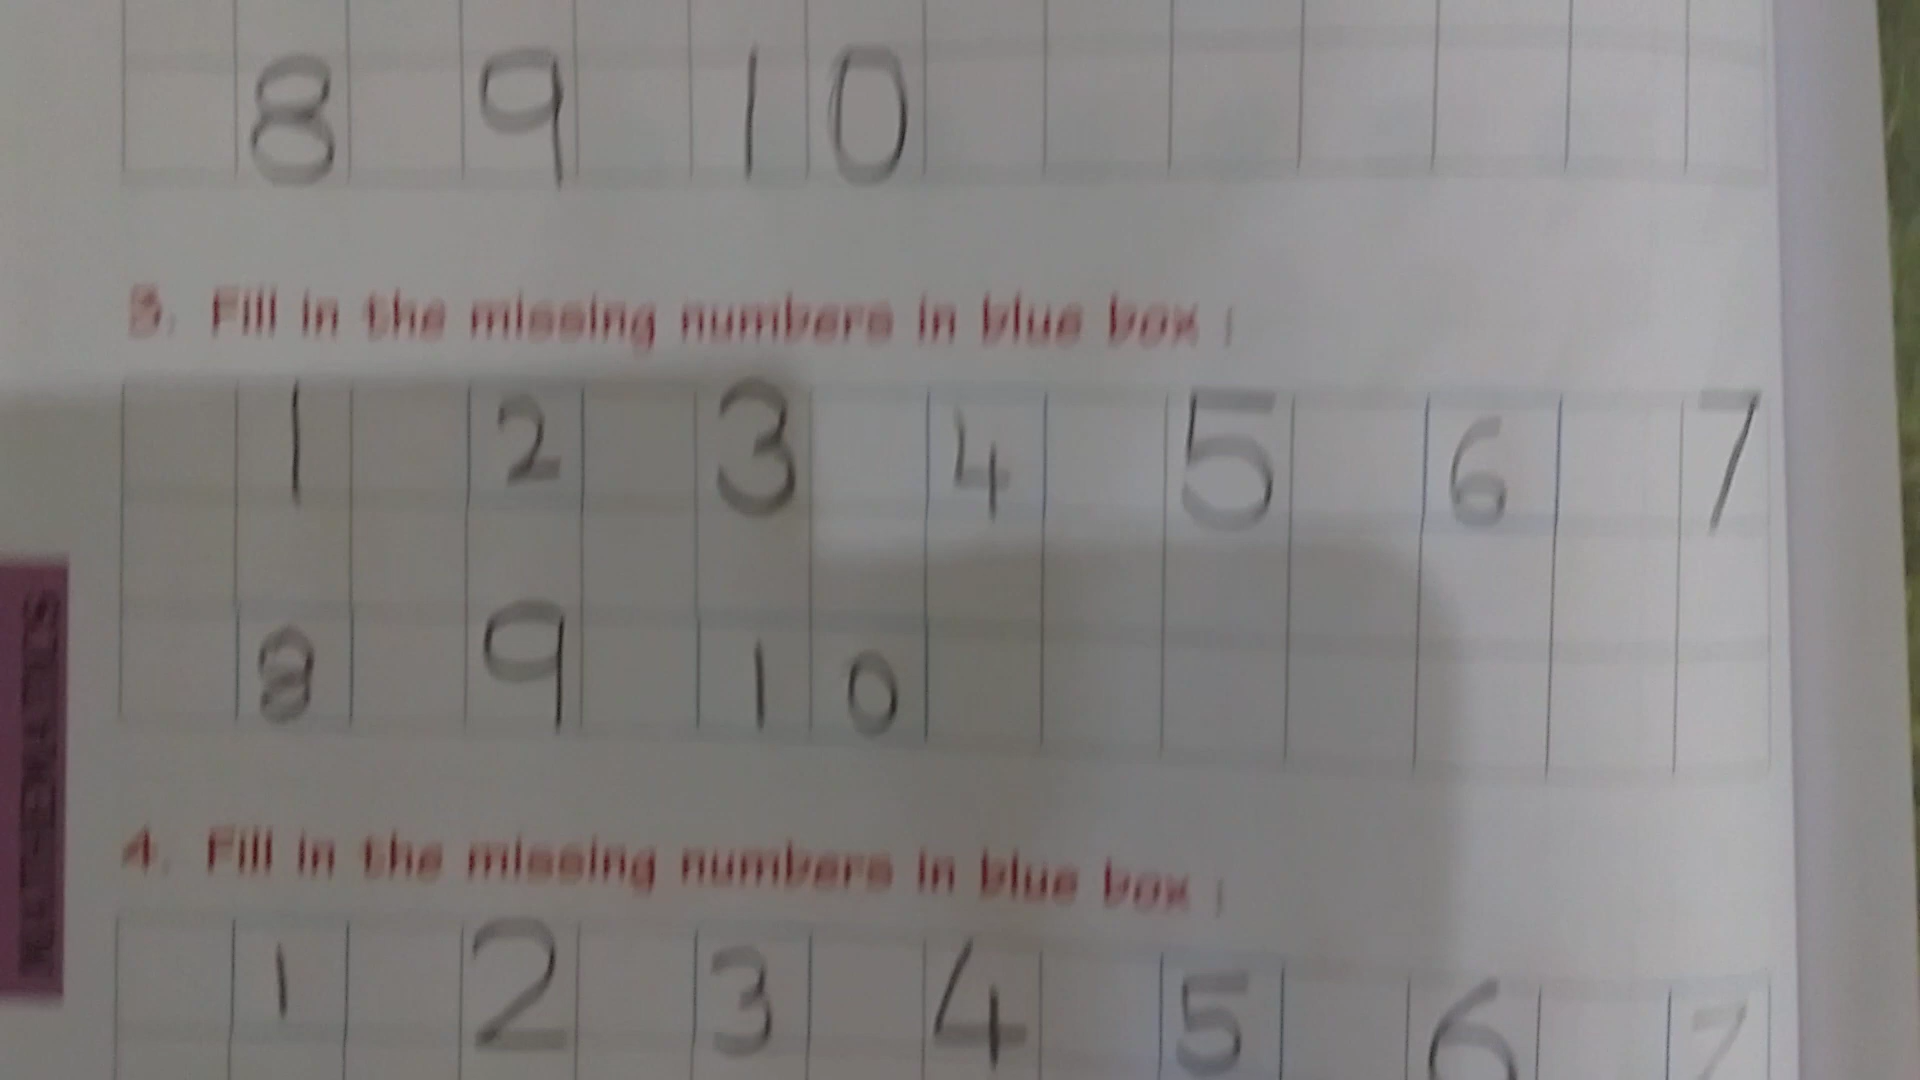 8 9 10
3. Fill in the missing numbers in blue box :
1 2 3 4 5 6 7
8 9 10
4. Fill in the missing numbers in blue box :
1 2 3 4 5 6 7